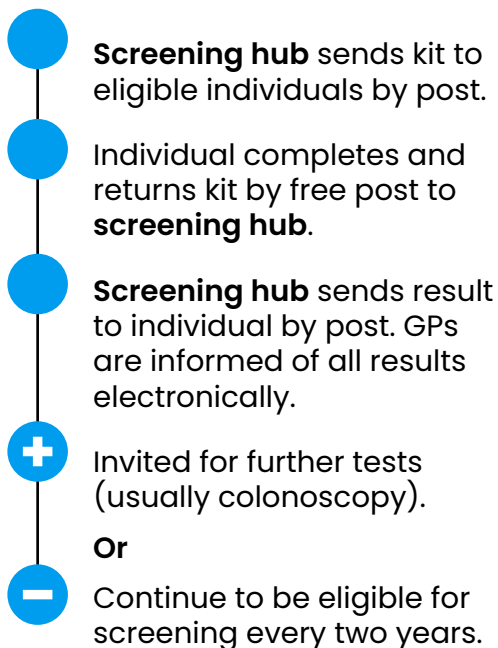 Screening hub sends kit to
eligible individuals by post.
Individual completes and
returns kit by free post to
screening hub.
Screening hub sends result
to individual by post. GPs
are informed of all results
electronically.
Invited for further tests
(usually colonoscopy).
Or
Continue to be eligible for
screening every two years.